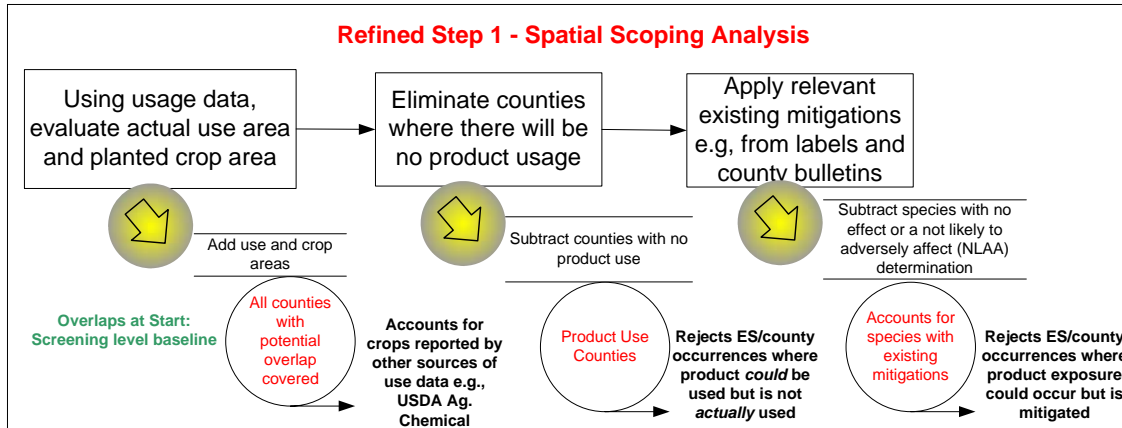 Refined Step 1 - Spatial Scoping Analysis
Using usage data,
evaluate actual use area
and planted crop area
Eliminate counties
where there will be
no product usage
Apply relevant
existing mitigations
e.g, from labels and
county bulletins
Add use and crop
areas
Subtract counties with no
product use
Subtract species with no
effect or a not likely to
adversely affect (NLAA)
determination
Overlaps at Start:
Screening level baseline
All counties
with
potential
overlap
covered
Accounts for
crops reported by
other sources of
use data e.g.,
USDA Ag.
Chemical
Product Use
Counties
Rejects ES/county
occurrences where
product could be
used but is not
actually used
Accounts for
species with
existing
mitigations
Rejects ES/county
occurrences where
product exposure
could occur but is
mitigated